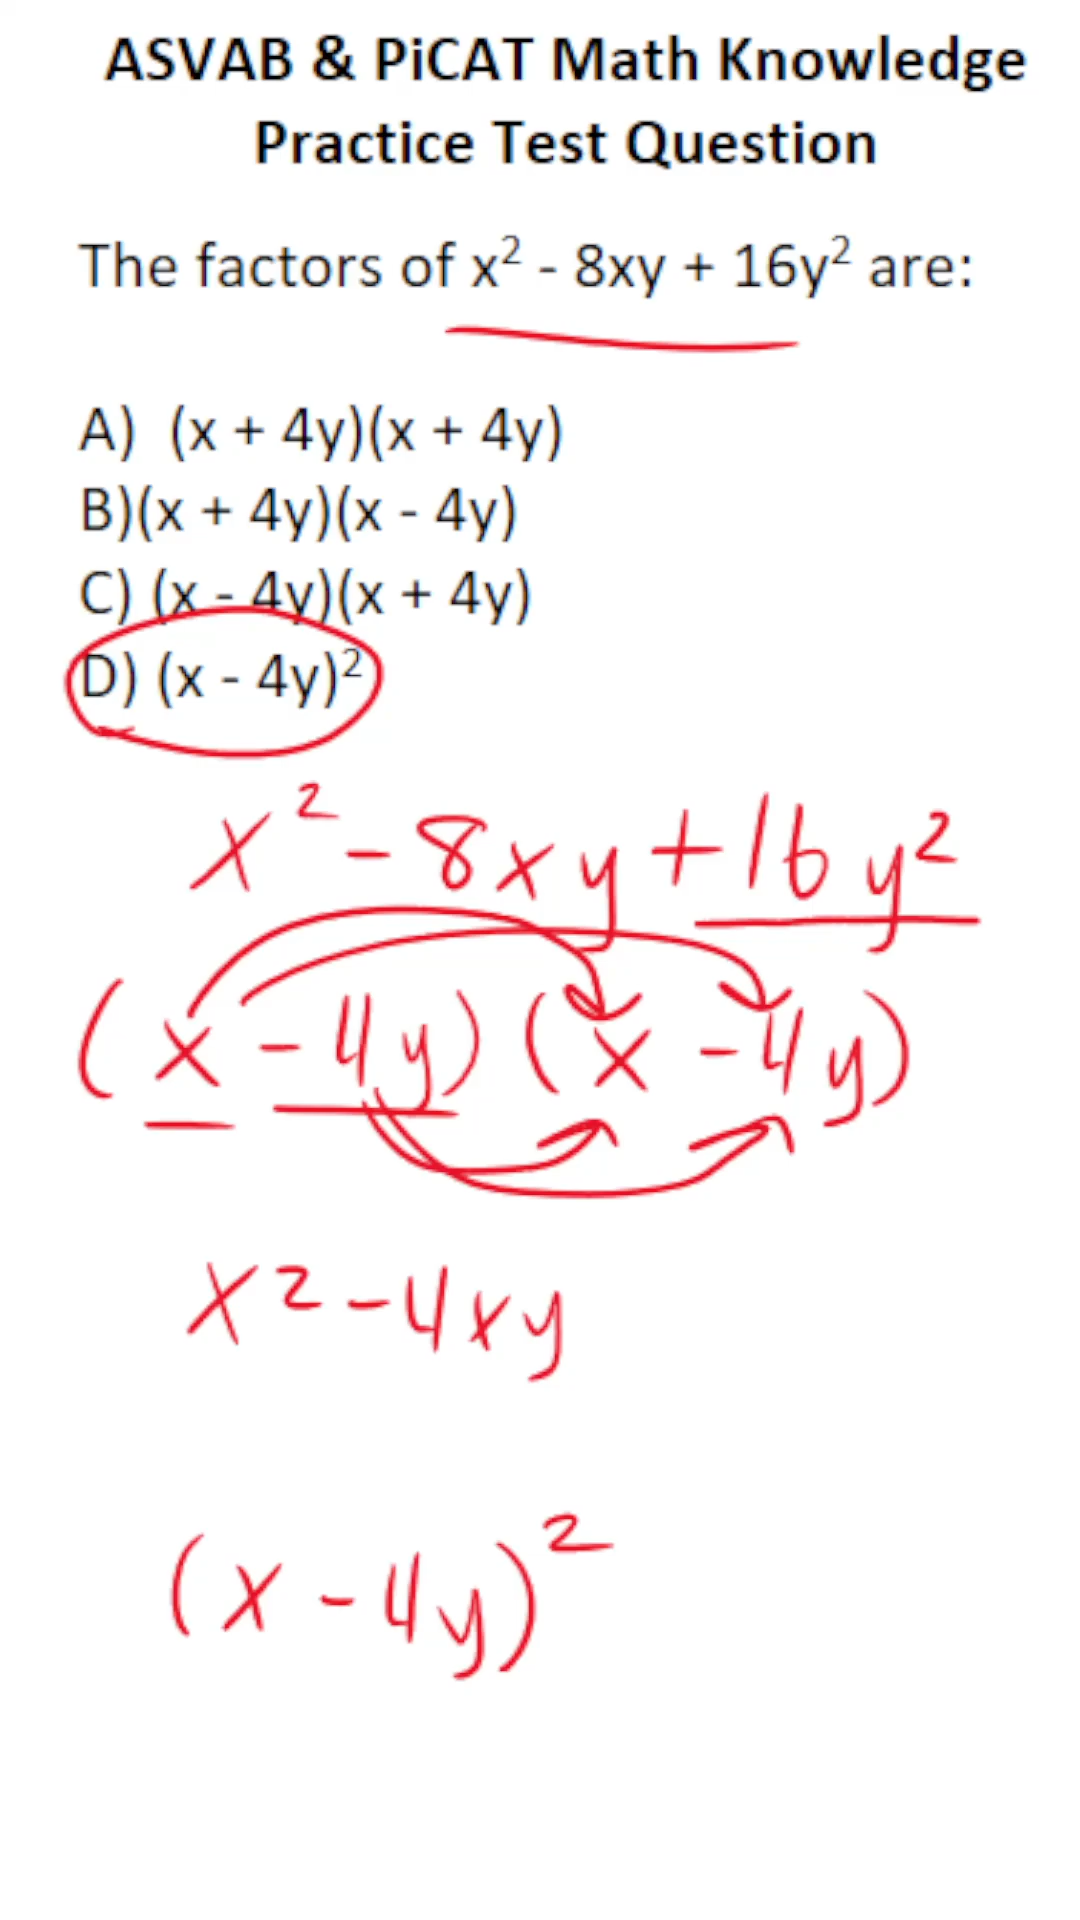 ASVAB & PiCAT Math Knowledge
Practice Test Question
The factors of x² - 8xy + 16y² are:
A) (x + 4y)(x + 4y)
B)(x + 4y)(x - 4y)
C) (x - 4y)(x + 4y)
D) (x - 4y)²
x² - 8xy + 16y²
(x - 4y)(x - 4y)
x² - 4xy
(x - 4y)²